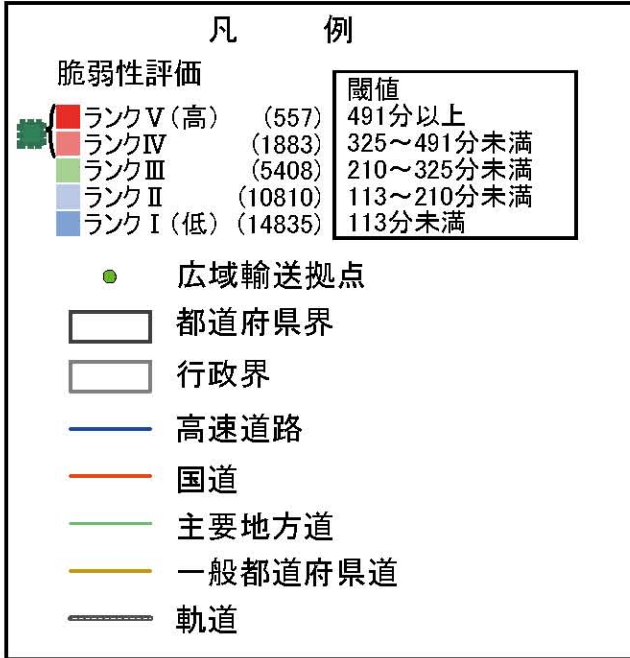 凡 例
脆弱性評価
閾値
ランクⅤ(高) (557) 491分以上
ランクⅣ (1883) 325～491分未満
ランクⅢ (5408) 210～325分未満
ランクⅡ (10810) 113～210分未満
ランクⅠ(低) (14835) 113分未満
広域輸送拠点
都道府県界
行政界
高速道路
国道
主要地方道
一般都道府県道
軌道